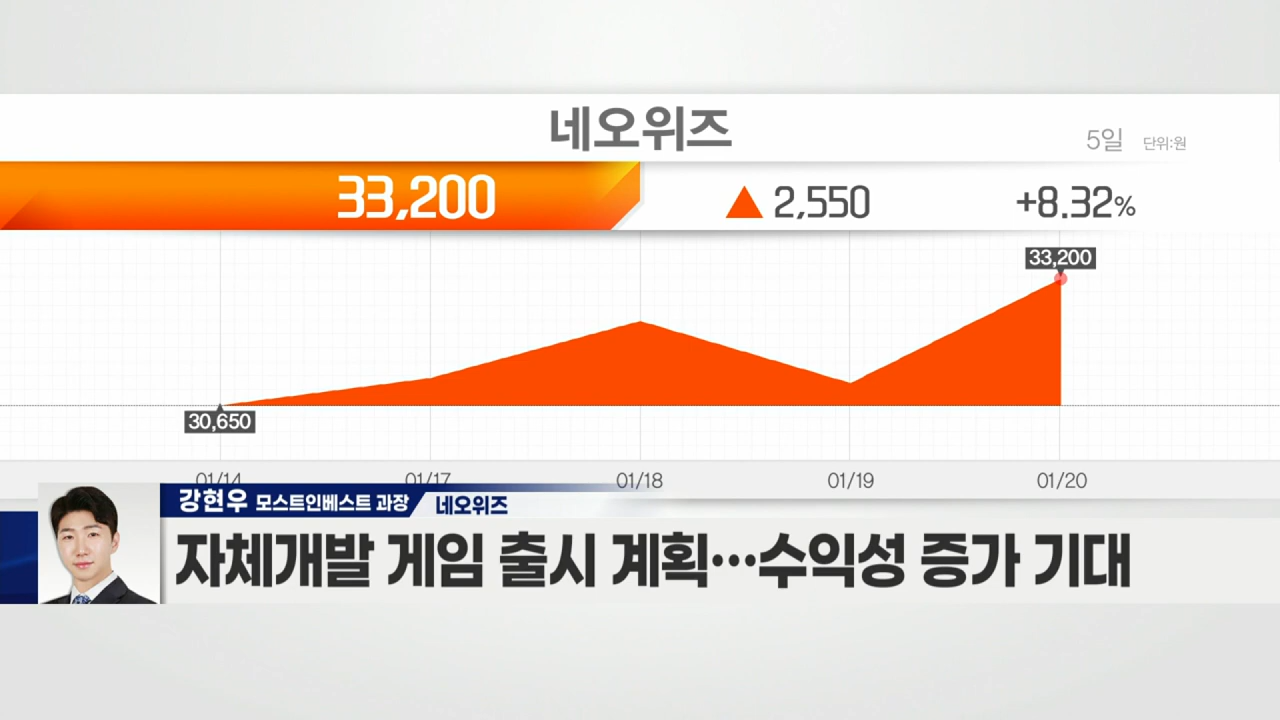 네오위즈
5일 단위:원
33,200 ▲ 2,550 +8.32%
33,200
30,650
01/14 01/17 01/18 01/19 01/20
강현우 모스트인베스트 과장 네오위즈
자체개발 게임 출시 계획…수익성 증가 기대